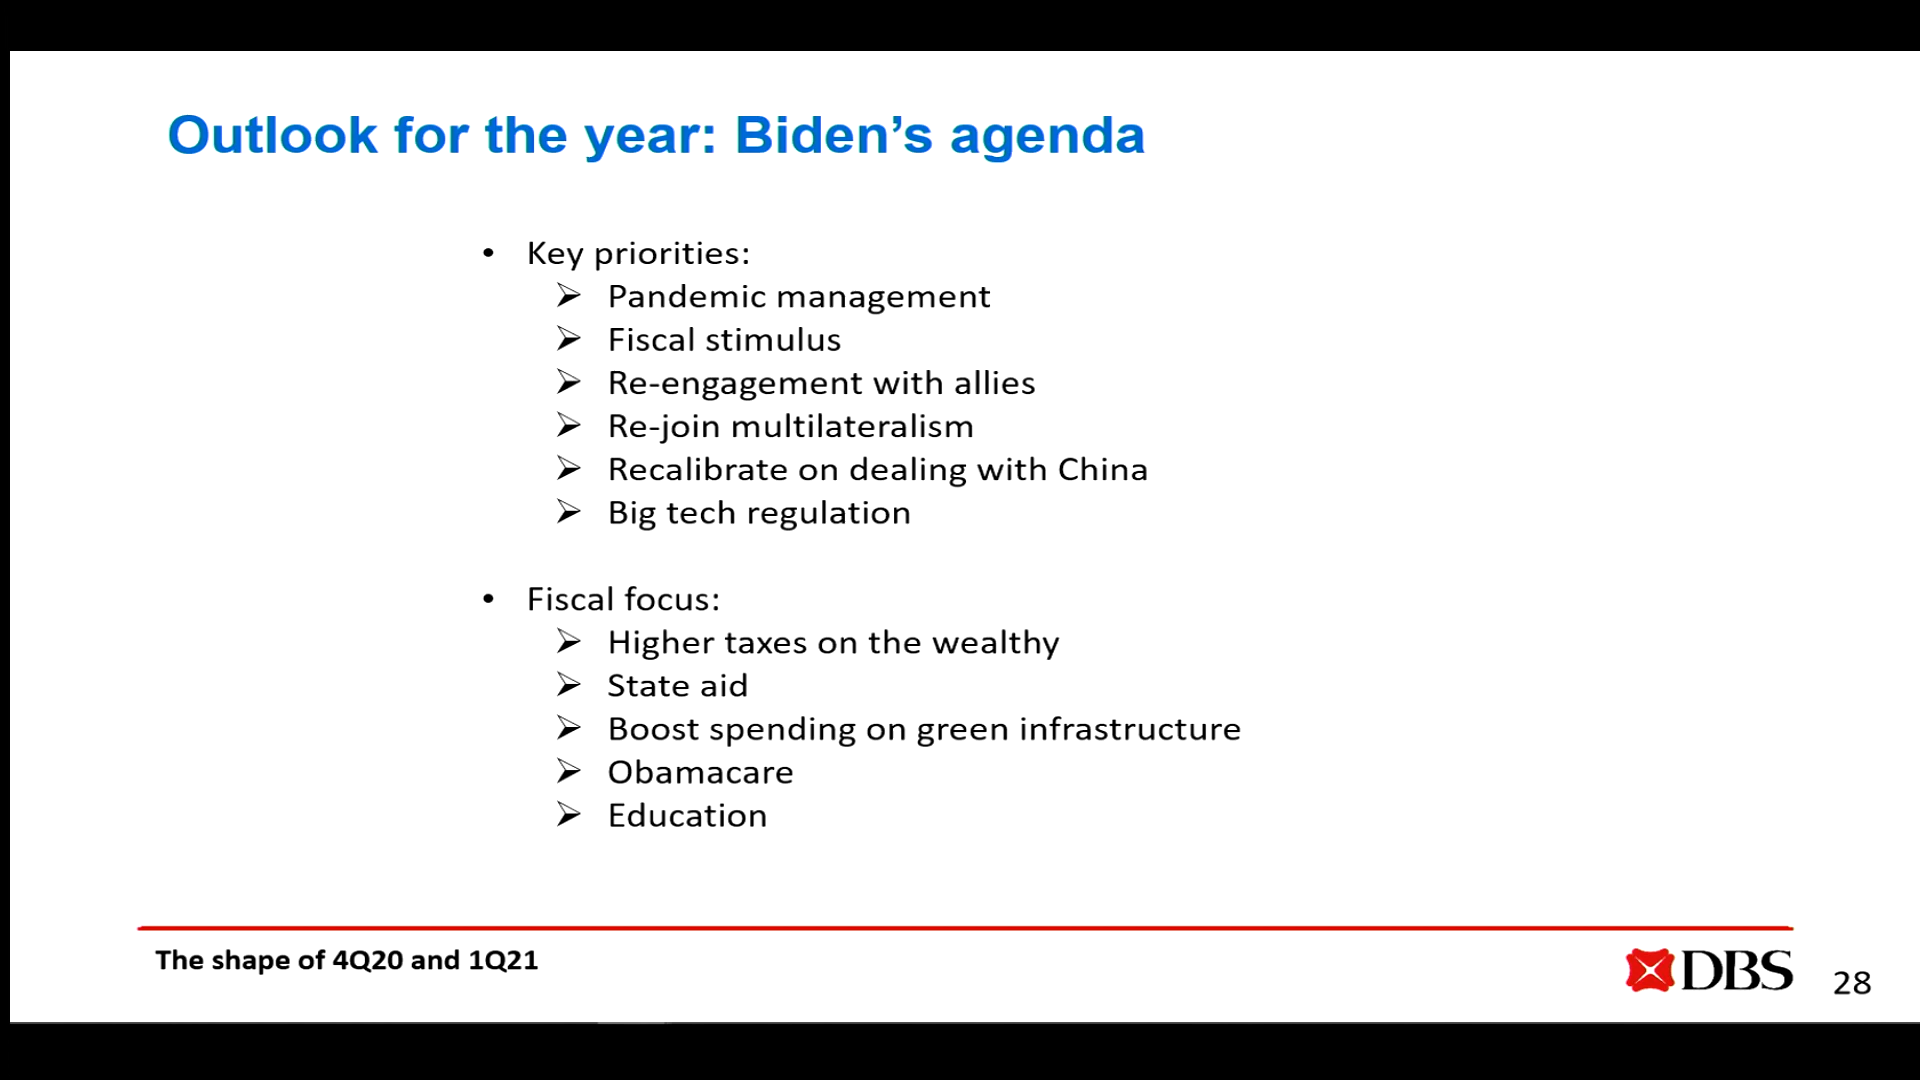 Outlook for the year: Biden’s agenda
• Key priorities:
➢ Pandemic management
➢ Fiscal stimulus
➢ Re-engagement with allies
➢ Re-join multilateralism
➢ Recalibrate on dealing with China
➢ Big tech regulation
• Fiscal focus:
➢ Higher taxes on the wealthy
➢ State aid
➢ Boost spending on green infrastructure
➢ Obamacare
➢ Education
The shape of 4Q20 and 1Q21
DBS
28